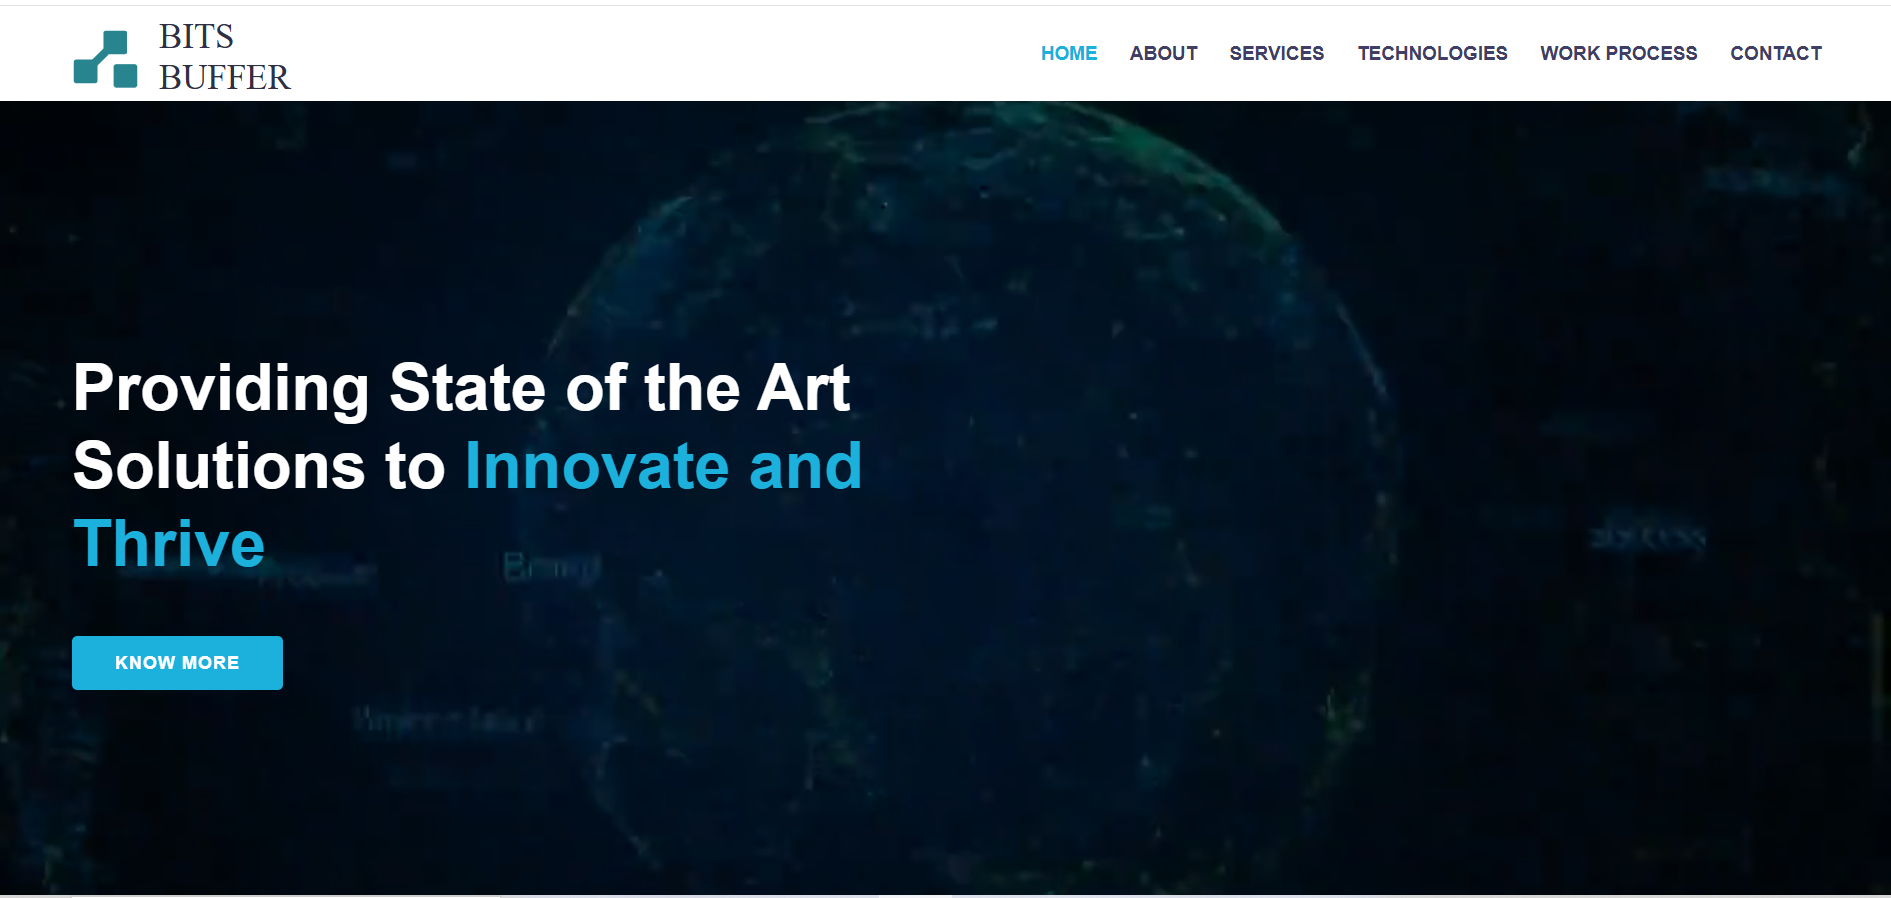 BITS
BUFFER
HOME ABOUT SERVICES TECHNOLOGIES WORK PROCESS CONTACT
Providing State of the Art
Solutions to Innovate and
Thrive
KNOW MORE